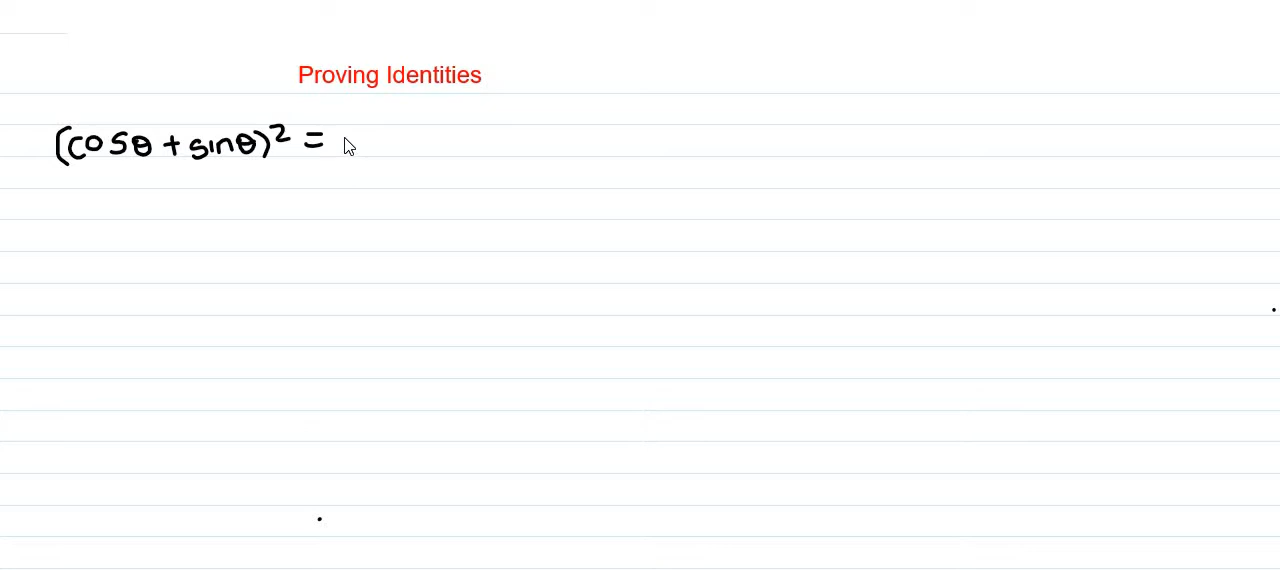 Proving Identities
(cosθ + sinθ)² =